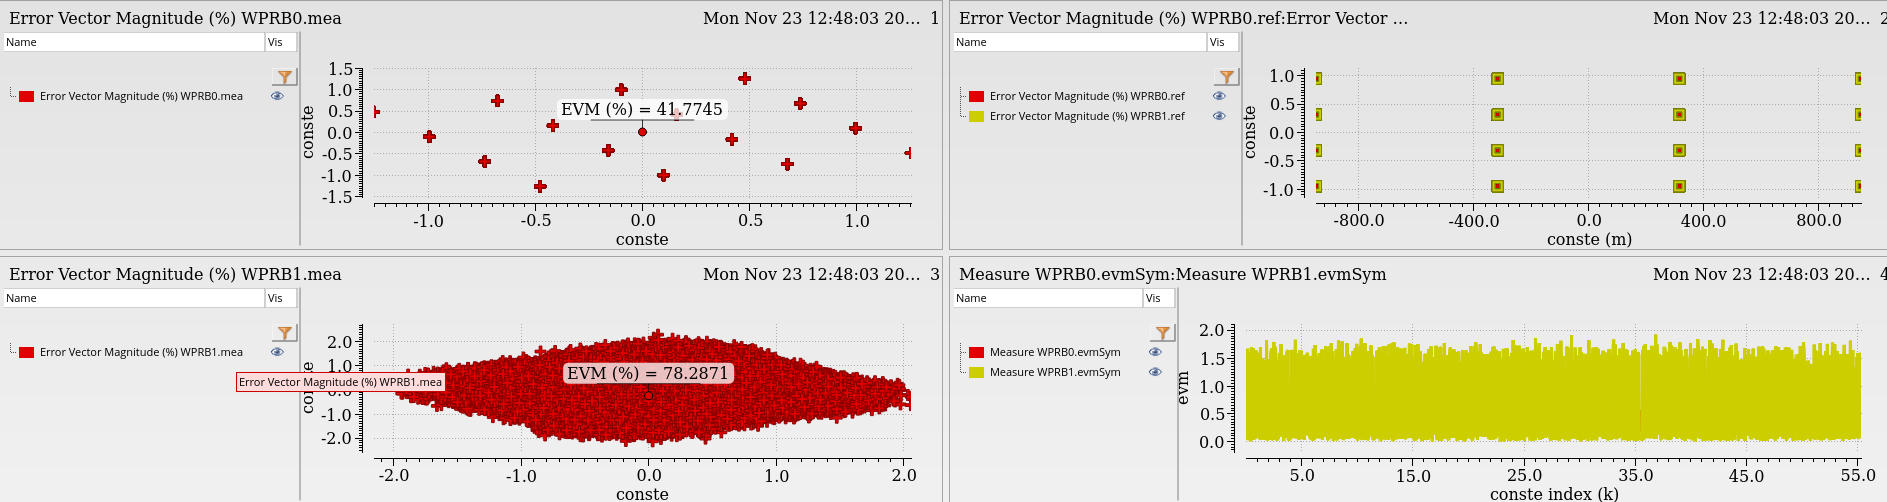 Error Vector Magnitude (%) WPRB0.mea
Mon Nov 23 12:48:03 20... 1
Name Vis
Error Vector Magnitude (%) WPRB0.mea
conste
1.5
1.0
0.5
0.0
-0.5
-1.0
-1.5
EVM (%) = 41.7745
-1.0 -0.5 0.0 0.5 1.0
conste
Error Vector Magnitude (%) WPRB0.ref:Error Vector ...
Mon Nov 23 12:48:03 20... 2
Name Vis
Error Vector Magnitude (%) WPRB0.ref
Error Vector Magnitude (%) WPRB1.ref
conste
1.0
0.5
0.0
-0.5
-1.0
-800.0 -400.0 0.0 400.0 800.0
conste (m)
Error Vector Magnitude (%) WPRB1.mea
Mon Nov 23 12:48:03 20... 3
Name Vis
Error Vector Magnitude (%) WPRB1.mea
Error Vector Magnitude (%) WPRB1.mea
2.0
1.0
0.0
-1.0
-2.0
EVM (%) = 78.2871
-2.0 -1.0 0.0 1.0 2.0
conste
Measure WPRB0.evmSym:Measure WPRB1.evmSym
Mon Nov 23 12:48:03 20... 4
Name Vis
Measure WPRB0.evmSym
Measure WPRB1.evmSym
evm
2.0
1.5
1.0
0.5
0.0
5.0 15.0 25.0 35.0 45.0 55.0
conste index (k)